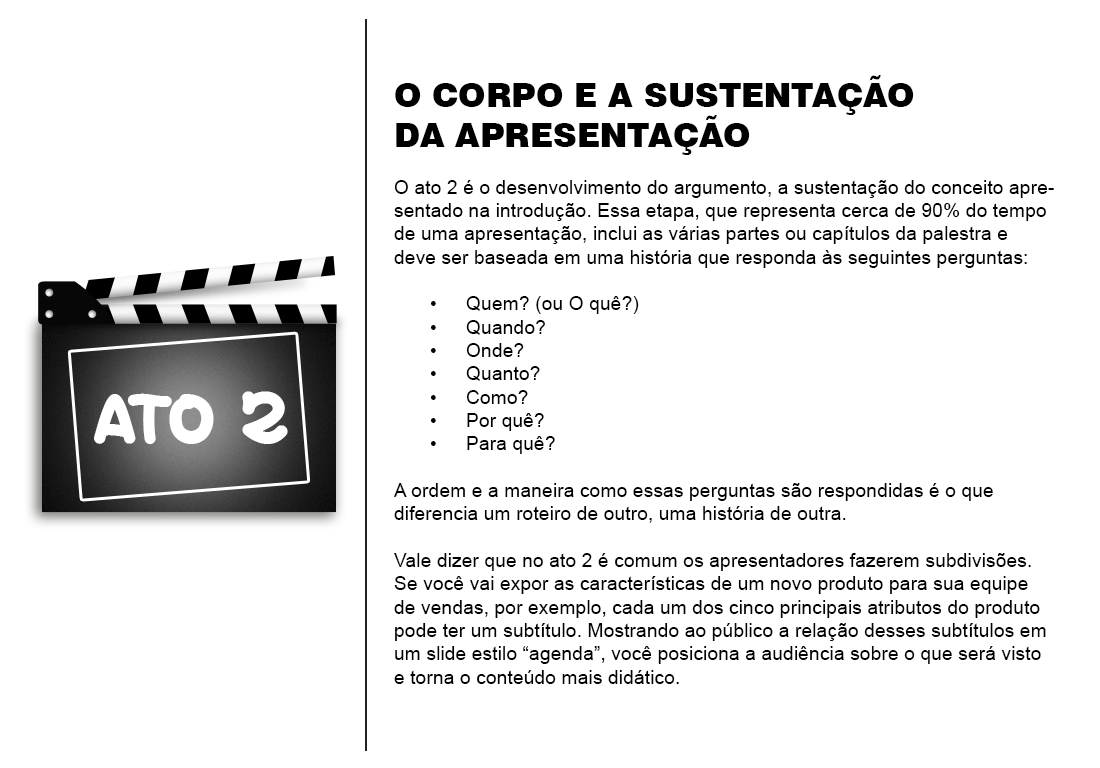 ATO 2
O CORPO E A SUSTENTAÇÃO
DA APRESENTAÇÃO
O ato 2 é o desenvolvimento do argumento, a sustentação do conceito apre-
sentado na introdução. Essa etapa, que representa cerca de 90% do tempo
de uma apresentação, inclui as várias partes ou capítulos da palestra e
deve ser baseada em uma história que responda às seguintes perguntas:
• Quem? (ou O quê?)
• Quando?
• Onde?
• Quanto?
• Como?
• Por quê?
• Para quê?
A ordem e a maneira como essas perguntas são respondidas é o que
diferencia um roteiro de outro, uma história de outra.
Vale dizer que no ato 2 é comum os apresentadores fazerem subdivisões.
Se você vai expor as características de um novo produto para sua equipe
de vendas, por exemplo, cada um dos cinco principais atributos do produto
pode ter um subtítulo. Mostrando ao público a relação desses subtítulos em
um slide estilo “agenda”, você posiciona a audiência sobre o que será visto
e torna o conteúdo mais didático.